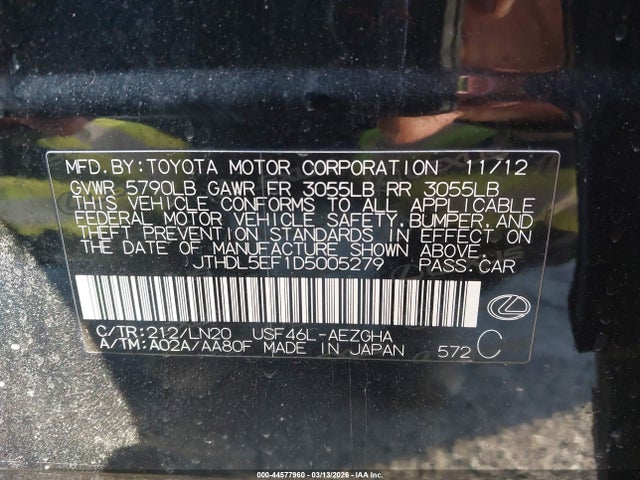 MFD.BY:TOYOTA MOTOR CORPORATION 11/12
GVWR 5790LB GAWR FR 3055LB RR 3055LB
THIS VEHICLE CONFORMS TO ALL APPLICABLE
FEDERAL MOTOR VEHICLE SAFETY, BUMPER, AND
THEFT PREVENTION STANDARDS IN EFFECT ON
THE DATE OF MANUFACTURE SHOWN ABOVE.
JTHDL5EF1D5005279 PASS.CAR
C/TR:212/LN20 USF46L-AEZGHA
A/TM:A02A/AA80F MADE IN JAPAN 572 C
000-44577960 - 03/13/2026 - IAA Inc.